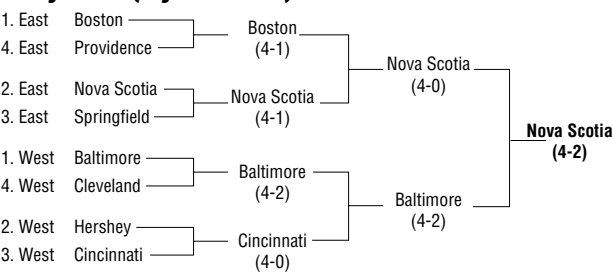 1. East Boston
4. East Providence
Boston
(4-1)
2. East Nova Scotia
3. East Springfield
Nova Scotia
(4-1)
Nova Scotia
(4-0)
1. West Baltimore
4. West Cleveland
Baltimore
(4-2)
2. West Hershey
3. West Cincinnati
Cincinnati
(4-0)
Baltimore
(4-2)
Nova Scotia
(4-2)